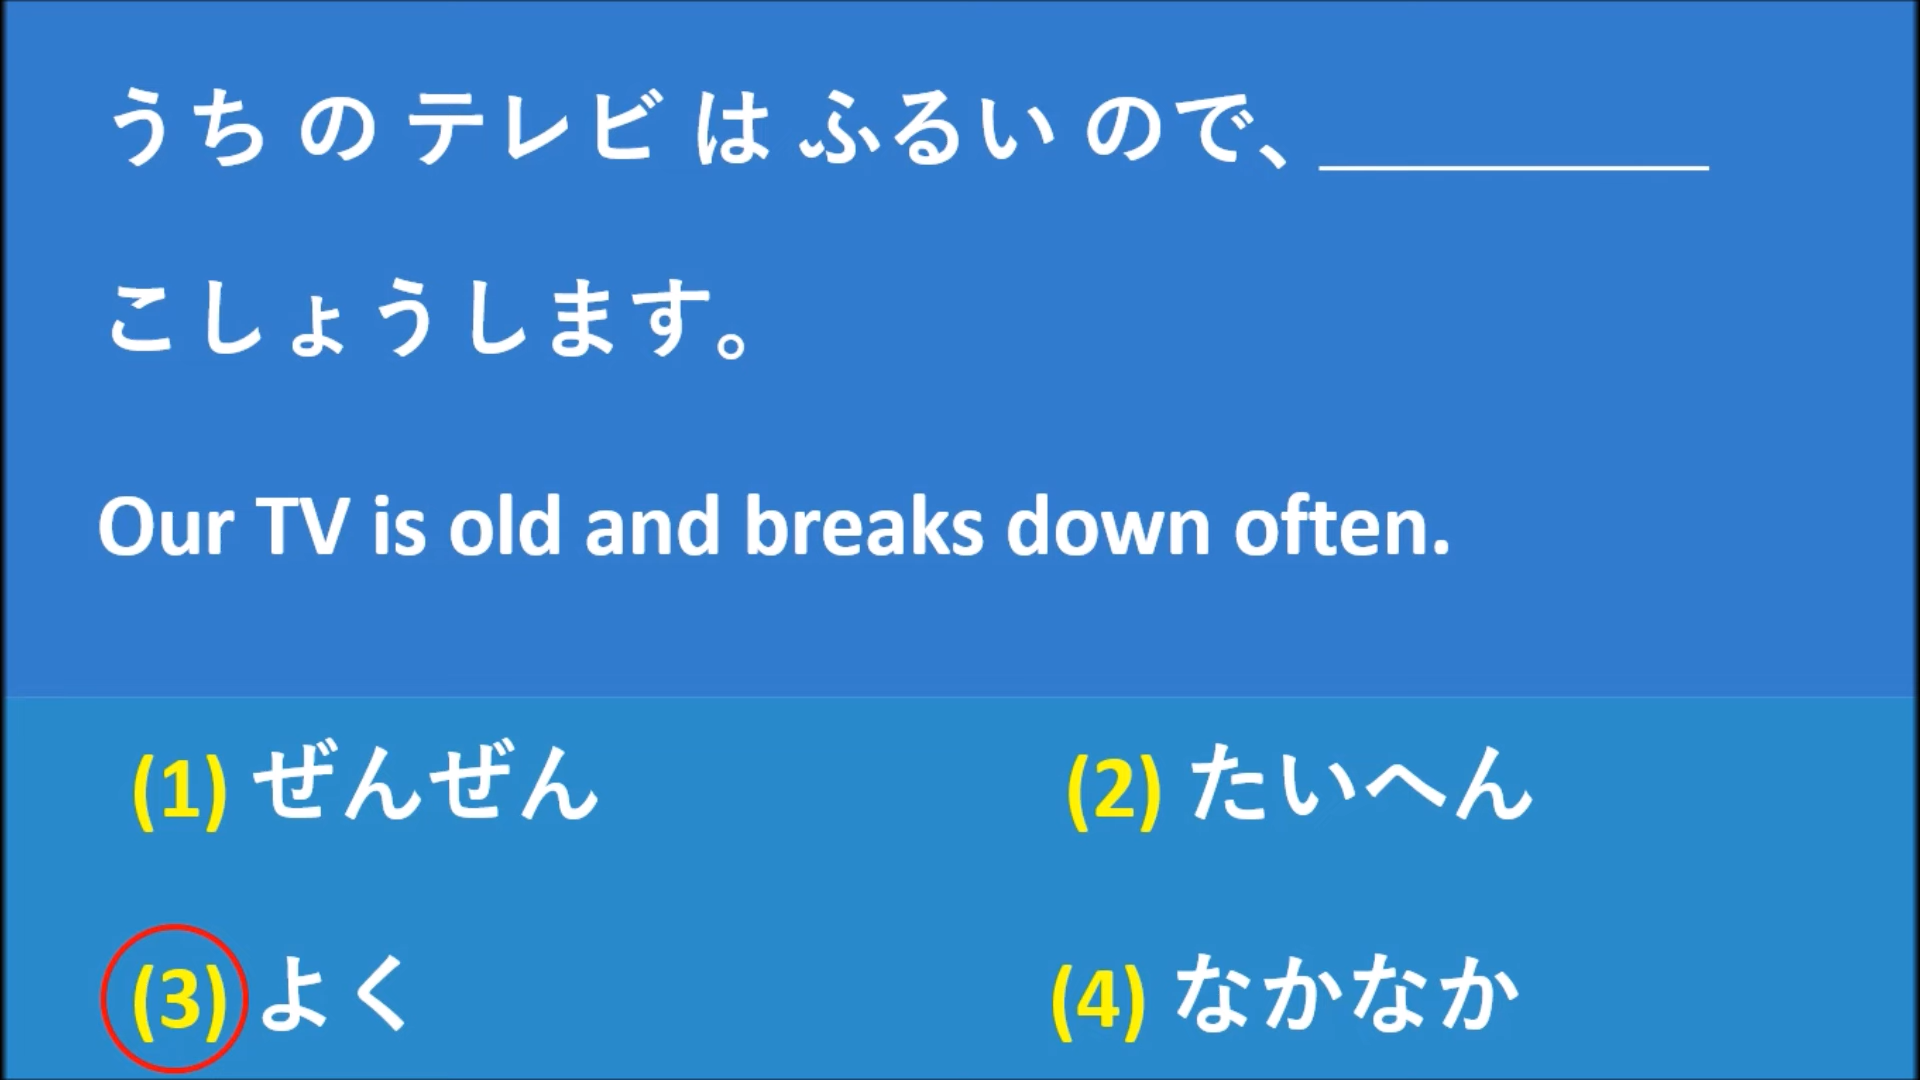 うち の テレビ は ふるい ので、__________
こしょうします。
Our TV is old and breaks down often.
(1) ぜんぜん
(2) たいへん
(3) よく
(4) なかなか